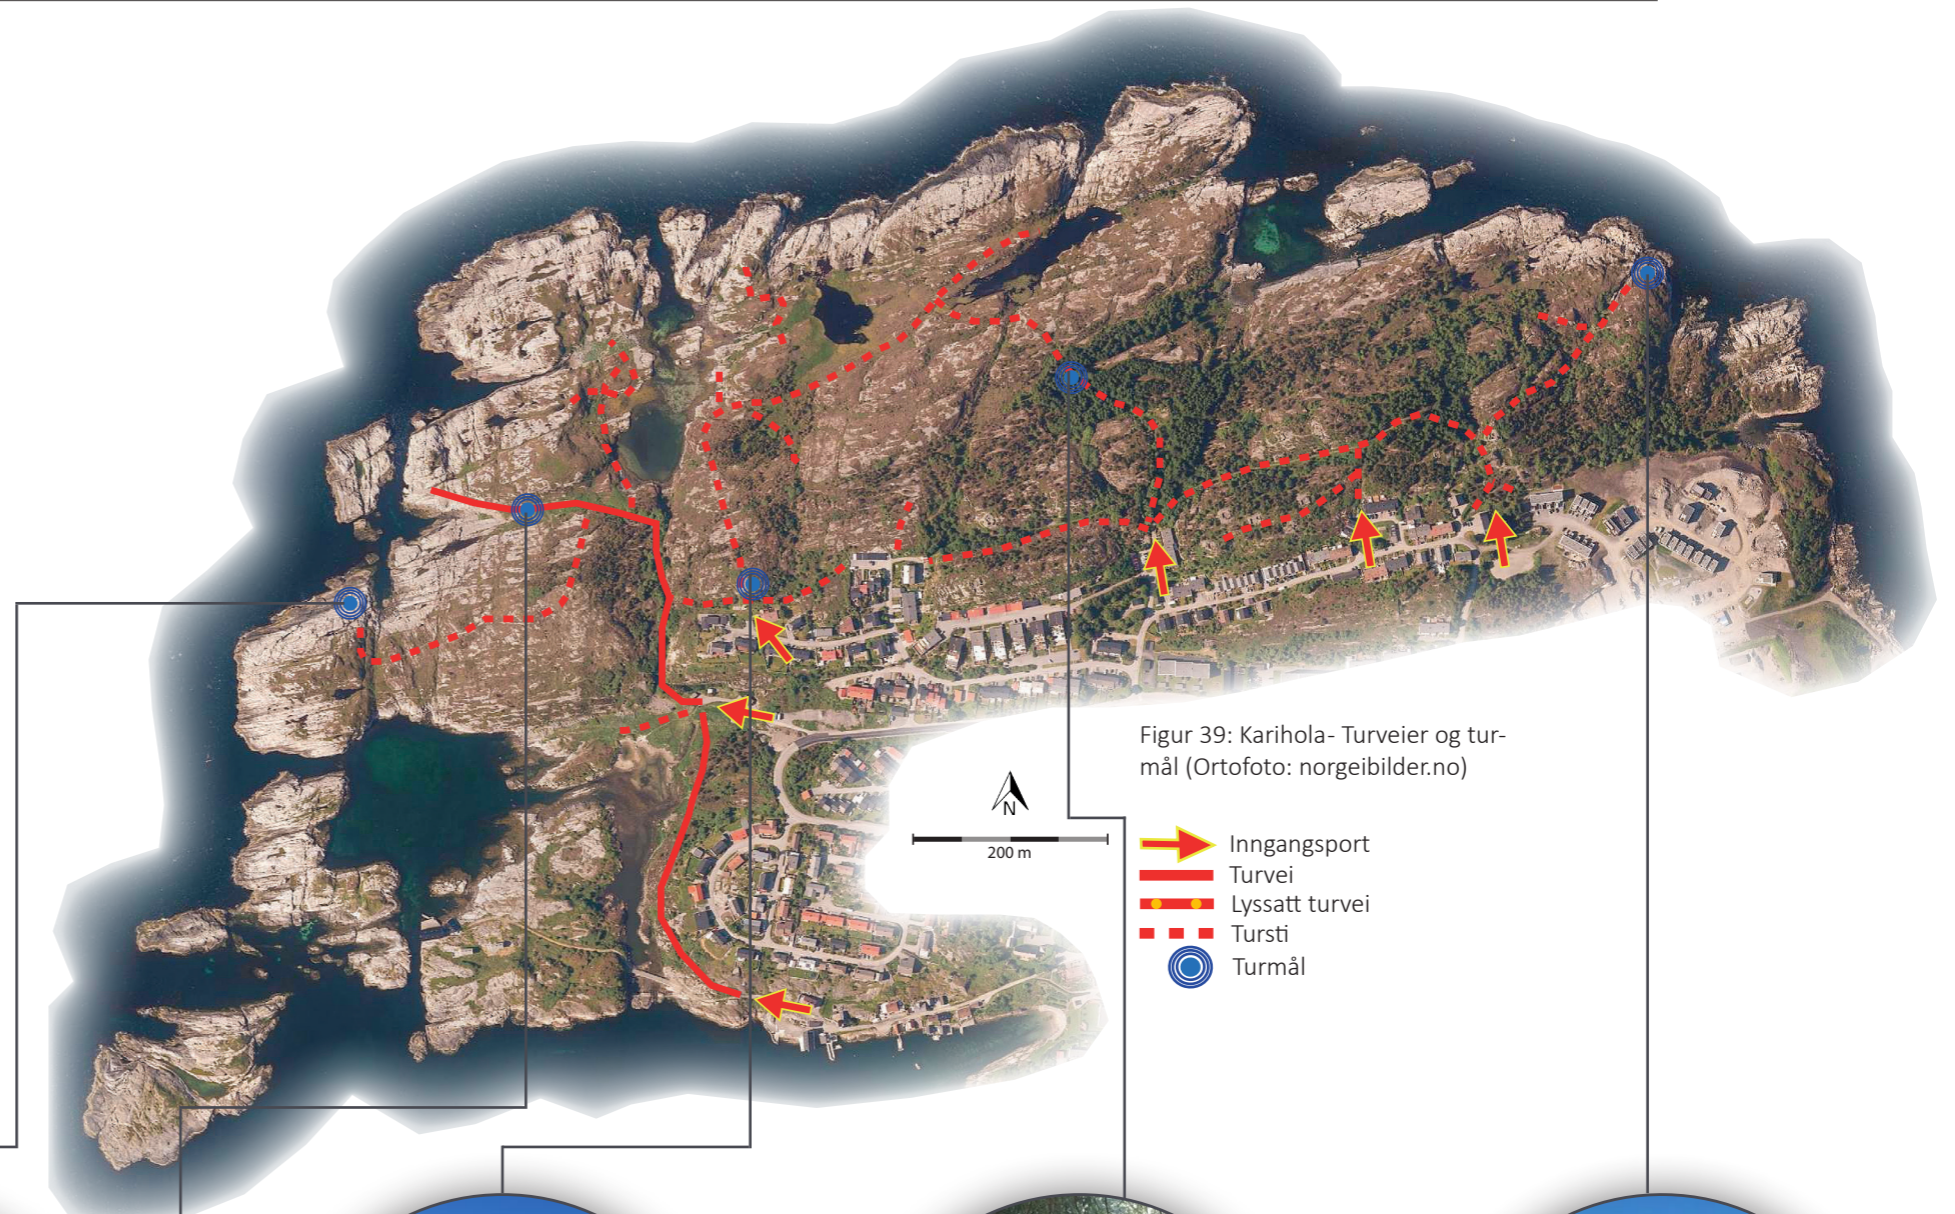 Figur 39: Karihola- Turveier og tur-
mål (Ortofoto: norgeibilder.no)
N
200 m
Inngangsport
Turvei
Lyssatt turvei
Tursti
Turmål